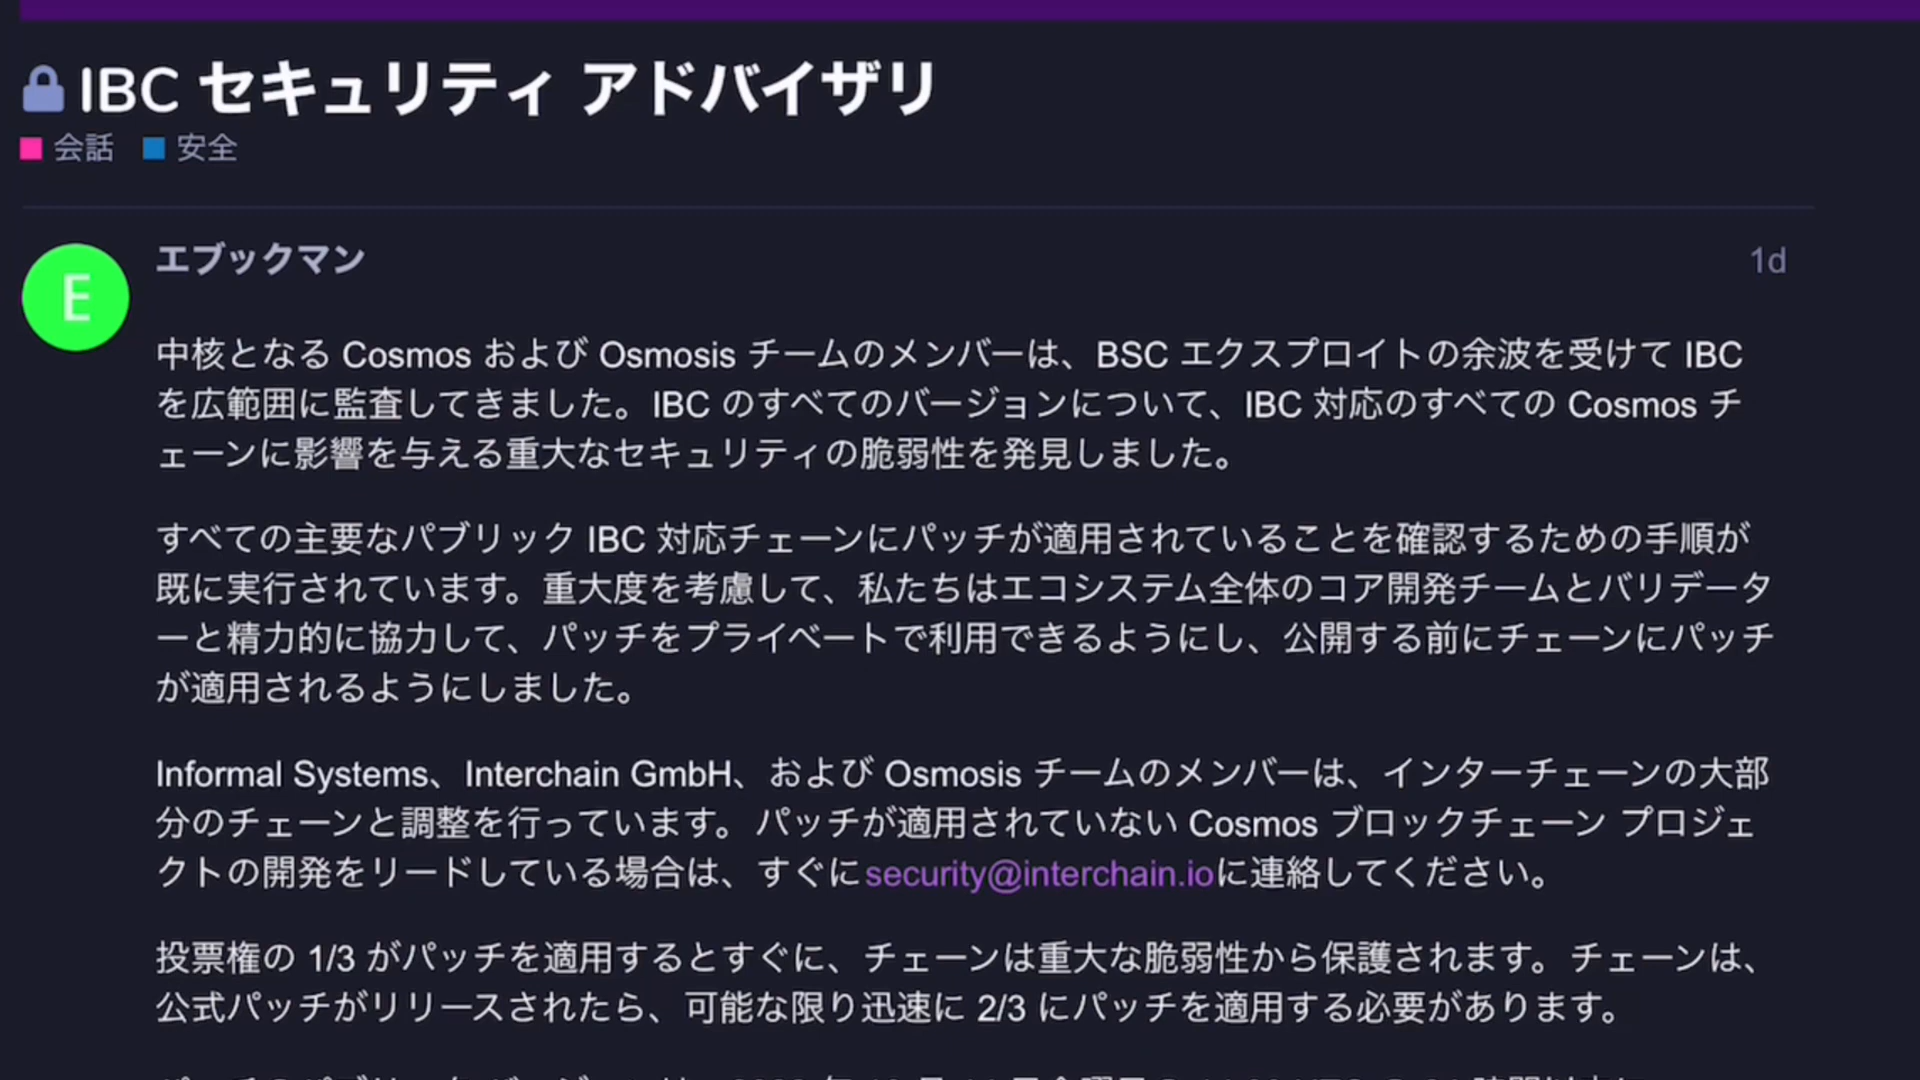 IBC セキュリティ アドバイザリ
会話 安全
エブックマン 1d
E
中核となる Cosmos および Osmosis チームのメンバーは、BSC エクスプロイトの余波を受けて IBC
を広範囲に監査してきました。IBC のすべてのバージョンについて、IBC 対応のすべての Cosmos チ
ェーンに影響を与える重大なセキュリティの脆弱性を発見しました。
すべての主要なパブリック IBC 対応チェーンにパッチが適用されていることを確認するための手順が
既に実行されています。重大度を考慮して、私たちはエコシステム全体のコア開発チームとバリデータ
ーと精力的に協力して、パッチをプライベートで利用できるようにし、公開する前にチェーンにパッチ
が適用されるようにしました。
Informal Systems、Interchain GmbH、および Osmosis チームのメンバーは、インターチェーンの大部
分のチェーンと調整を行っています。パッチが適用されていない Cosmos ブロックチェーン プロジェ
クトの開発をリードしている場合は、すぐにsecurity@interchain.ioに連絡してください。
投票権の 1/3 がパッチを適用するとすぐに、チェーンは重大な脆弱性から保護されます。チェーンは、
公式パッチがリリースされたら、可能な限り迅速に 2/3 にパッチを適用する必要があります。